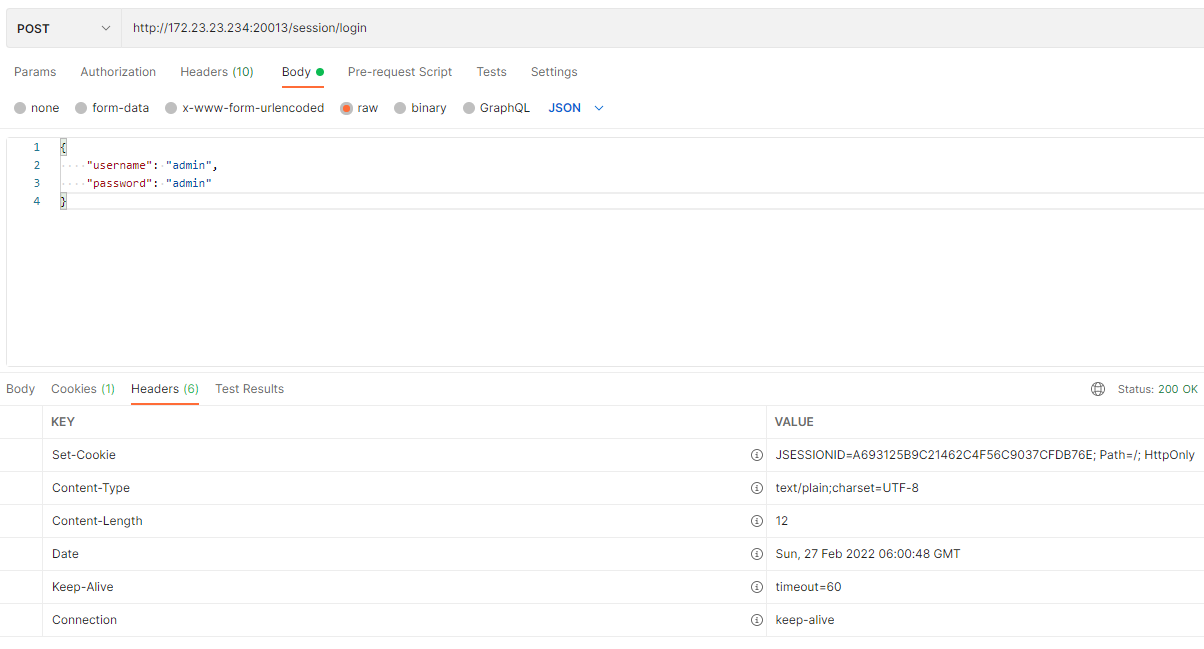 POST http://172.23.23.234:20013/session/login
Params Authorization Headers (10) Body Pre-request Script Tests Settings
none form-data x-www-form-urlencoded raw binary GraphQL JSON
1 {
2 ····"username":·"admin",
3 ····"password":·"admin"
4 }
Body Cookies (1) Headers (6) Test Results Status: 200 OK
KEY VALUE
Set-Cookie JSESSIONID=A693125B9C21462C4F56C9037CFDB76E; Path=/; HttpOnly
Content-Type text/plain;charset=UTF-8
Content-Length 12
Date Sun, 27 Feb 2022 06:00:48 GMT
Keep-Alive timeout=60
Connection keep-alive